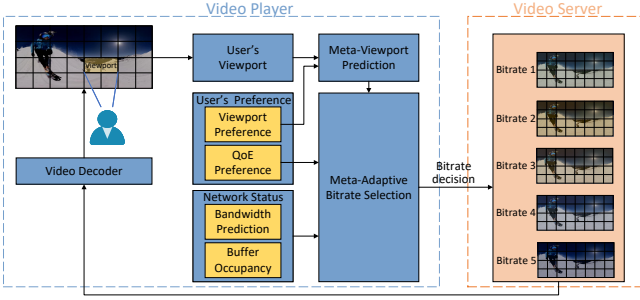 Video Player
Video Server
Viewport
User's
Viewport
Meta-Viewport
Prediction
User's Preference
Viewport
Preference
QoE
Preference
Video Decoder
Network Status
Bandwidth
Prediction
Buffer
Occupancy
Meta-Adaptive
Bitrate Selection
Bitrate
decision
Bitrate 1
Bitrate 2
Bitrate 3
Bitrate 4
Bitrate 5